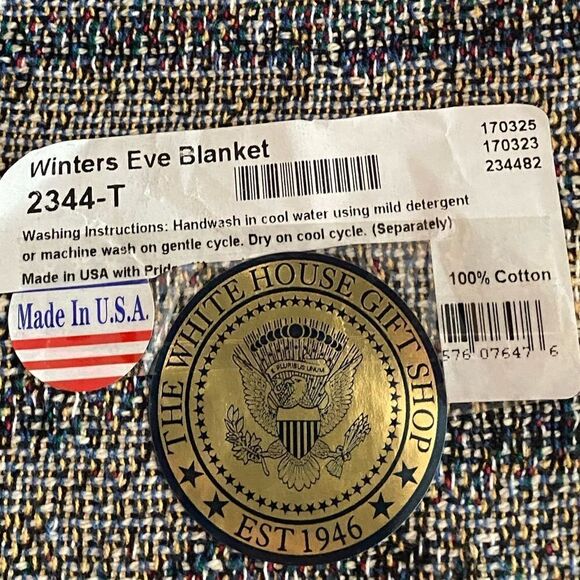 Winters Eve Blanket
2344-T
170325
170323
234482
Washing Instructions: Handwash in cool water using mild detergent
or machine wash on gentle cycle. Dry on cool cycle. (Separately)
Made in USA with
100% Cotton
Made In U.S.A.
576 07647 6
THE WHITE HOUSE GIFT SHOP
E PLURIBUS UNUM
EST 1946